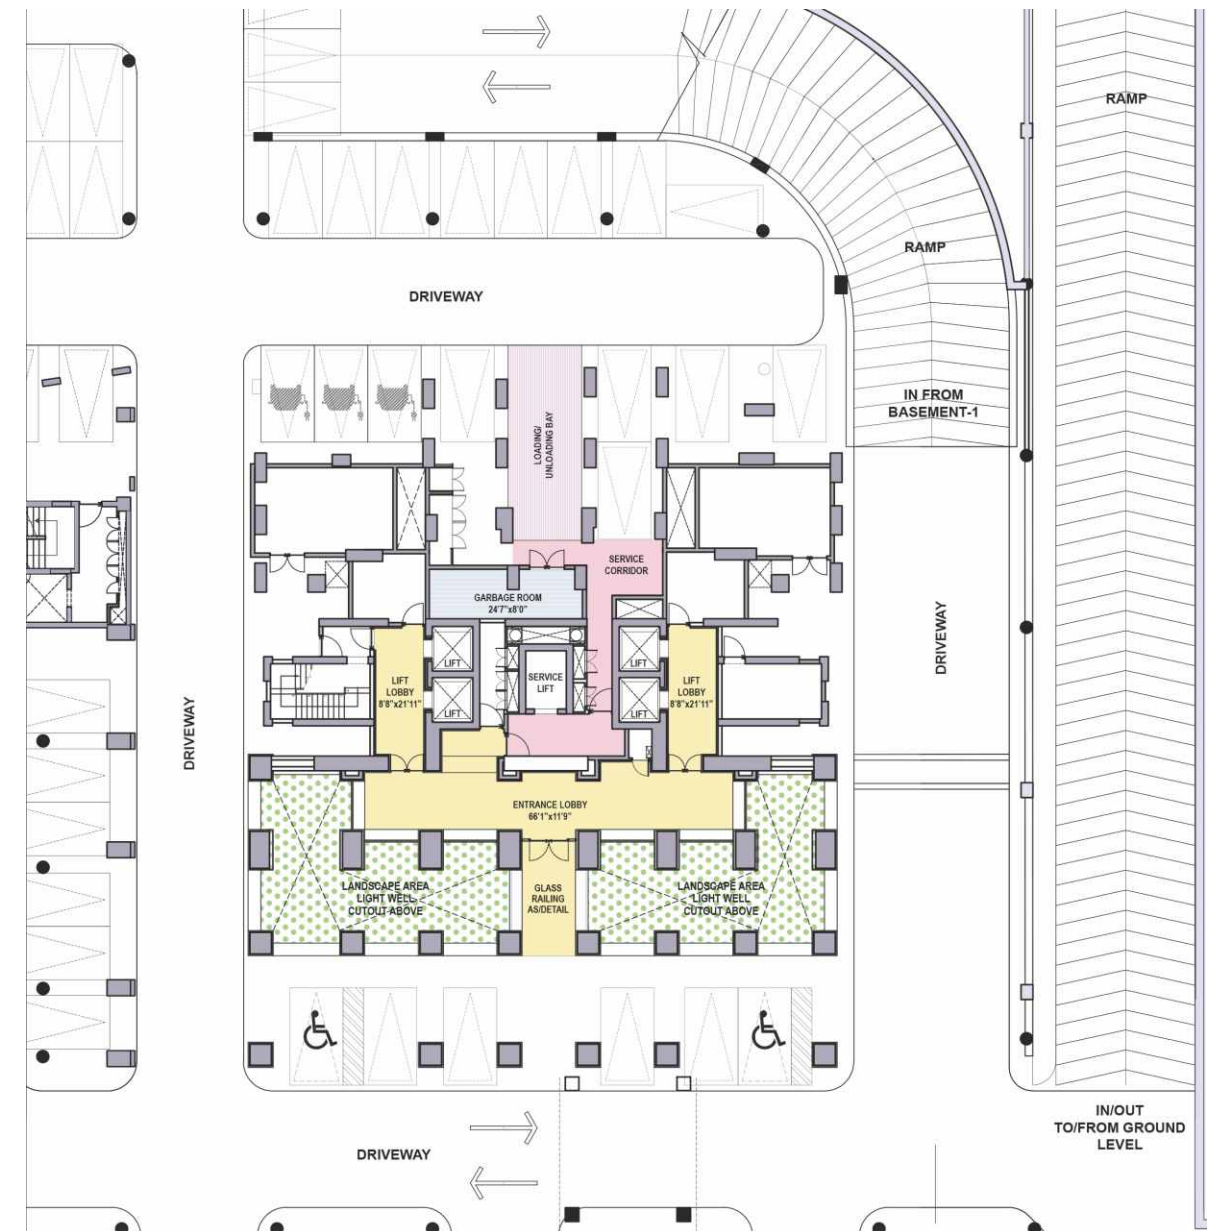 RAMP
RAMP
DRIVEWAY
IN FROM
BASEMENT-1
LOADING/
UNLOADING BAY
SERVICE
CORRIDOR
GARBAGE ROOM
24'7"x8'0"
DRIVEWAY
LIFT
LIFT
LIFT
LOBBY
8'8"x21'11"
SERVICE
LIFT
LIFT
LOBBY
8'8"x21'11"
LIFT
LIFT
DRIVEWAY
ENTRANCE LOBBY
66'1"x11'9"
LANDSCAPE AREA
LIGHT WELL
CUTOUT ABOVE
GLASS
RAILING
AS/DETAIL
LANDSCAPE AREA
LIGHT WELL
CUTOUT ABOVE
IN/OUT
TO/FROM GROUND
LEVEL
DRIVEWAY